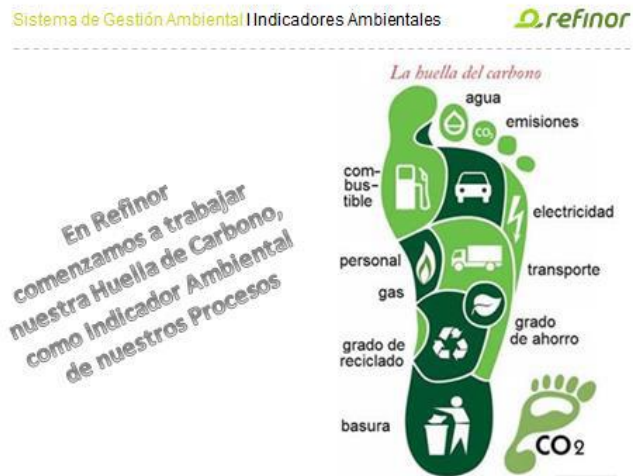 Sistema de Gestión Ambiental I Indicadores Ambientales
refinor
La huella del carbono
agua
CO2
emisiones
com-
bus-
tible
electricidad
personal
transporte
gas
grado
de ahorro
grado de
reciclado
basura
CO2
En Refinor
comenzamos a trabajar
nuestra Huella de Carbono,
como Indicador Ambiental
de nuestros Procesos